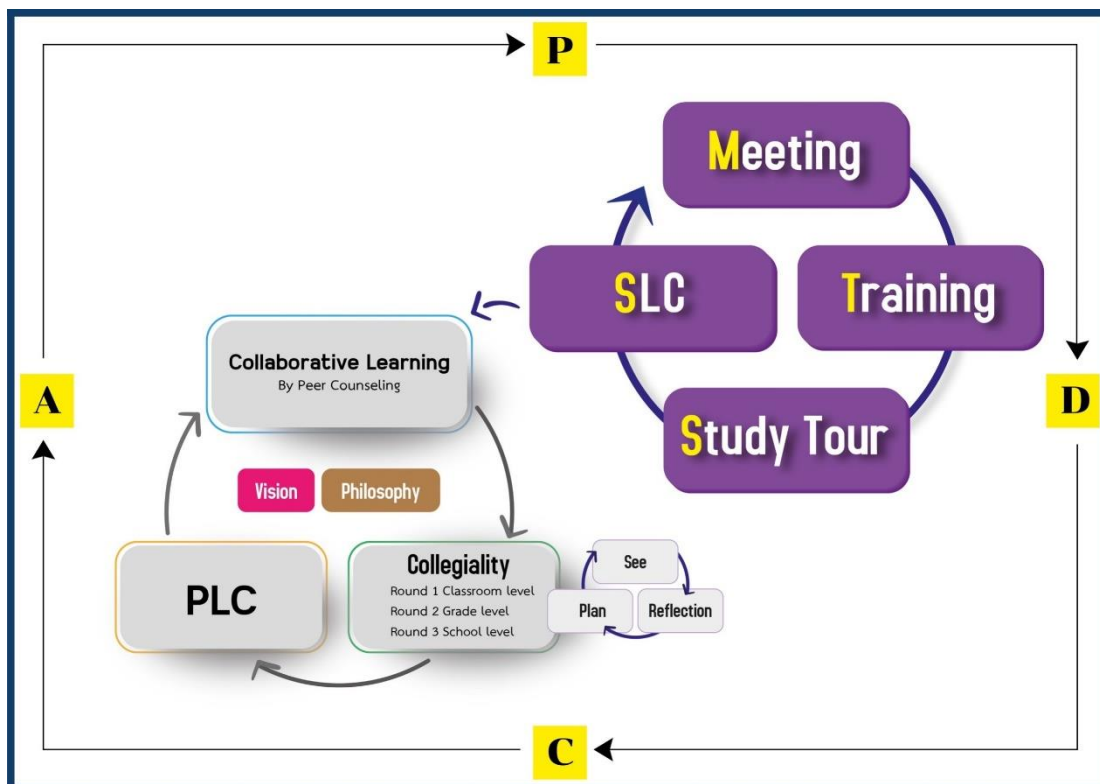 P
Meeting
SLC
Training
Study Tour
D
A
Collaborative Learning
By Peer Counseling
Vision
Philosophy
PLC
Collegiality
Round 1 Classroom level
Round 2 Grade level
Round 3 School level
See
Plan
Reflection
C